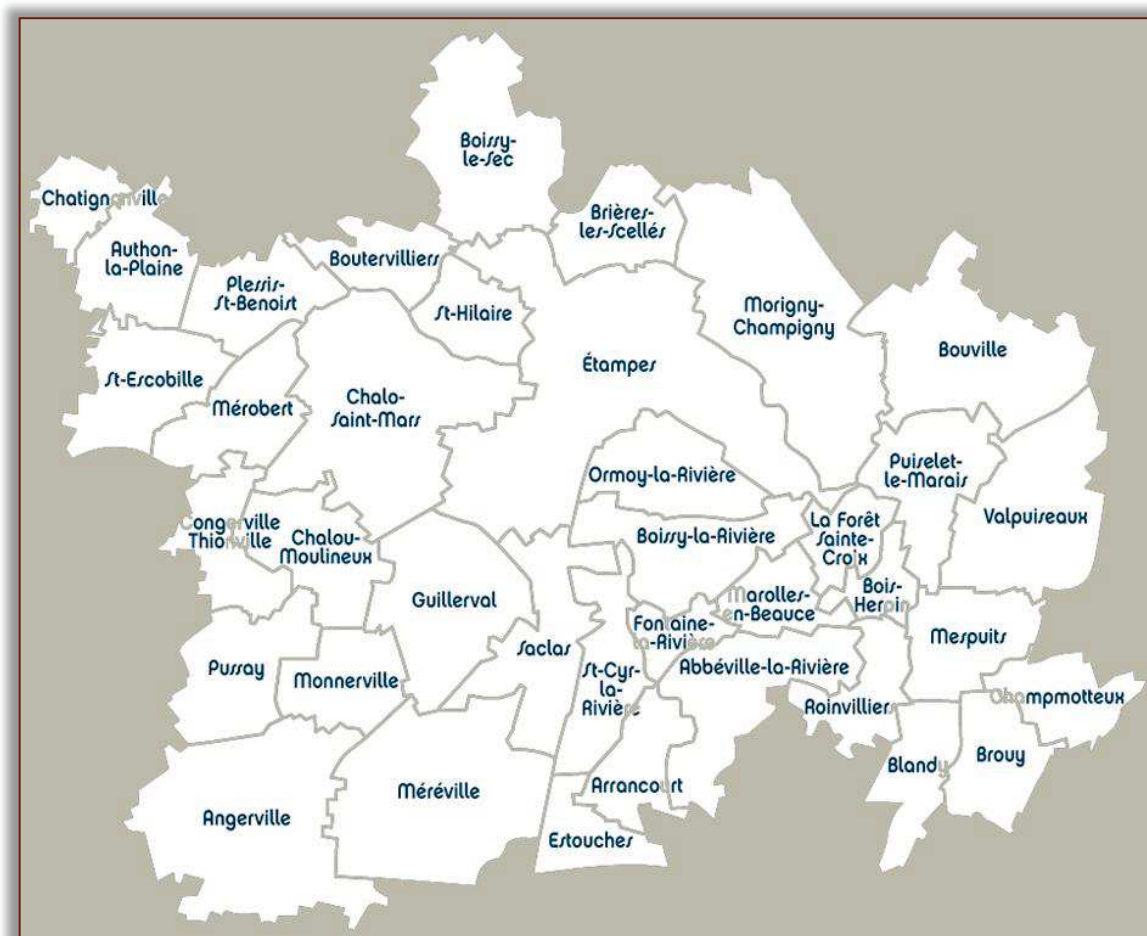 Boissy-
le-Sec
Chatignonville
Brières-
les-Scellés
Authon-
la-Plaine
Boutervilliers
Plessis-
St-Benoist
St-Hilaire
Morigny-
Champigny
Bouville
Étampes
St-Escobille
Mérobert
Chalo-
Saint-Mars
Puiselet-
le-Marais
Ormoy-la-Rivière
Valpuiseaux
Congerville
Thionville
Chalou-
Moulineux
Boissy-la-Rivière
La Forêt
Sainte-
Croix
Guillerval
Marolles-
en-Beauce
Bois-
Herpin
Fontaine-
la-Rivière
Mespuits
Saclas
Pussay
Monnerville
St-Cyr-
la-
Rivière
Abbéville-la-Rivière
Roinvilliers
Champmotteux
Blandy
Brouy
Arrancourt
Méréville
Angerville
Estouches